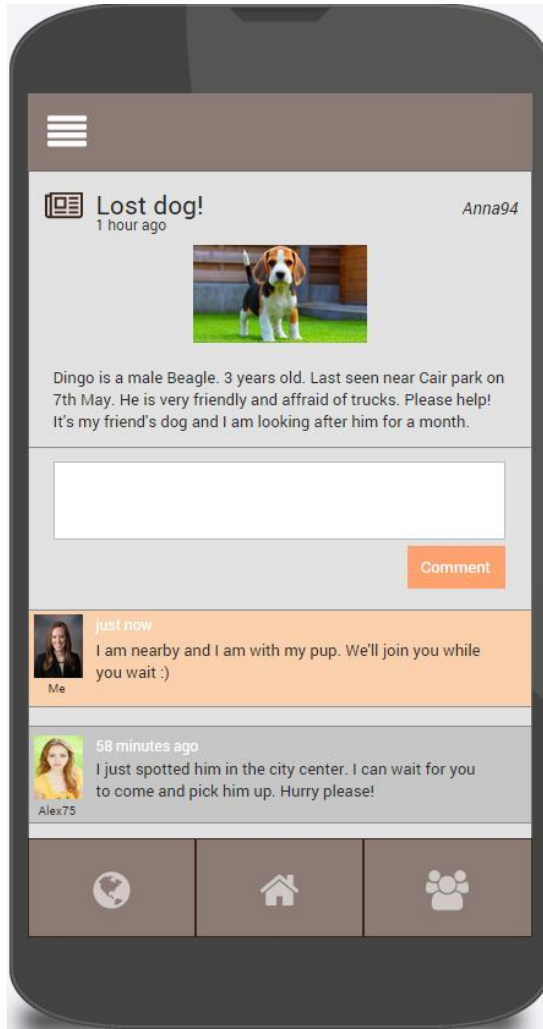 Lost dog!
Anna94
1 hour ago
Dingo is a male Beagle. 3 years old. Last seen near Cair park on
7th May. He is very friendly and affraid of trucks. Please help!
It's my friend's dog and I am looking after him for a month.
Comment
just now
I am nearby and I am with my pup. We'll join you while
you wait :)
Me
58 minutes ago
I just spotted him in the city center. I can wait for you
to come and pick him up. Hurry please!
Alex75